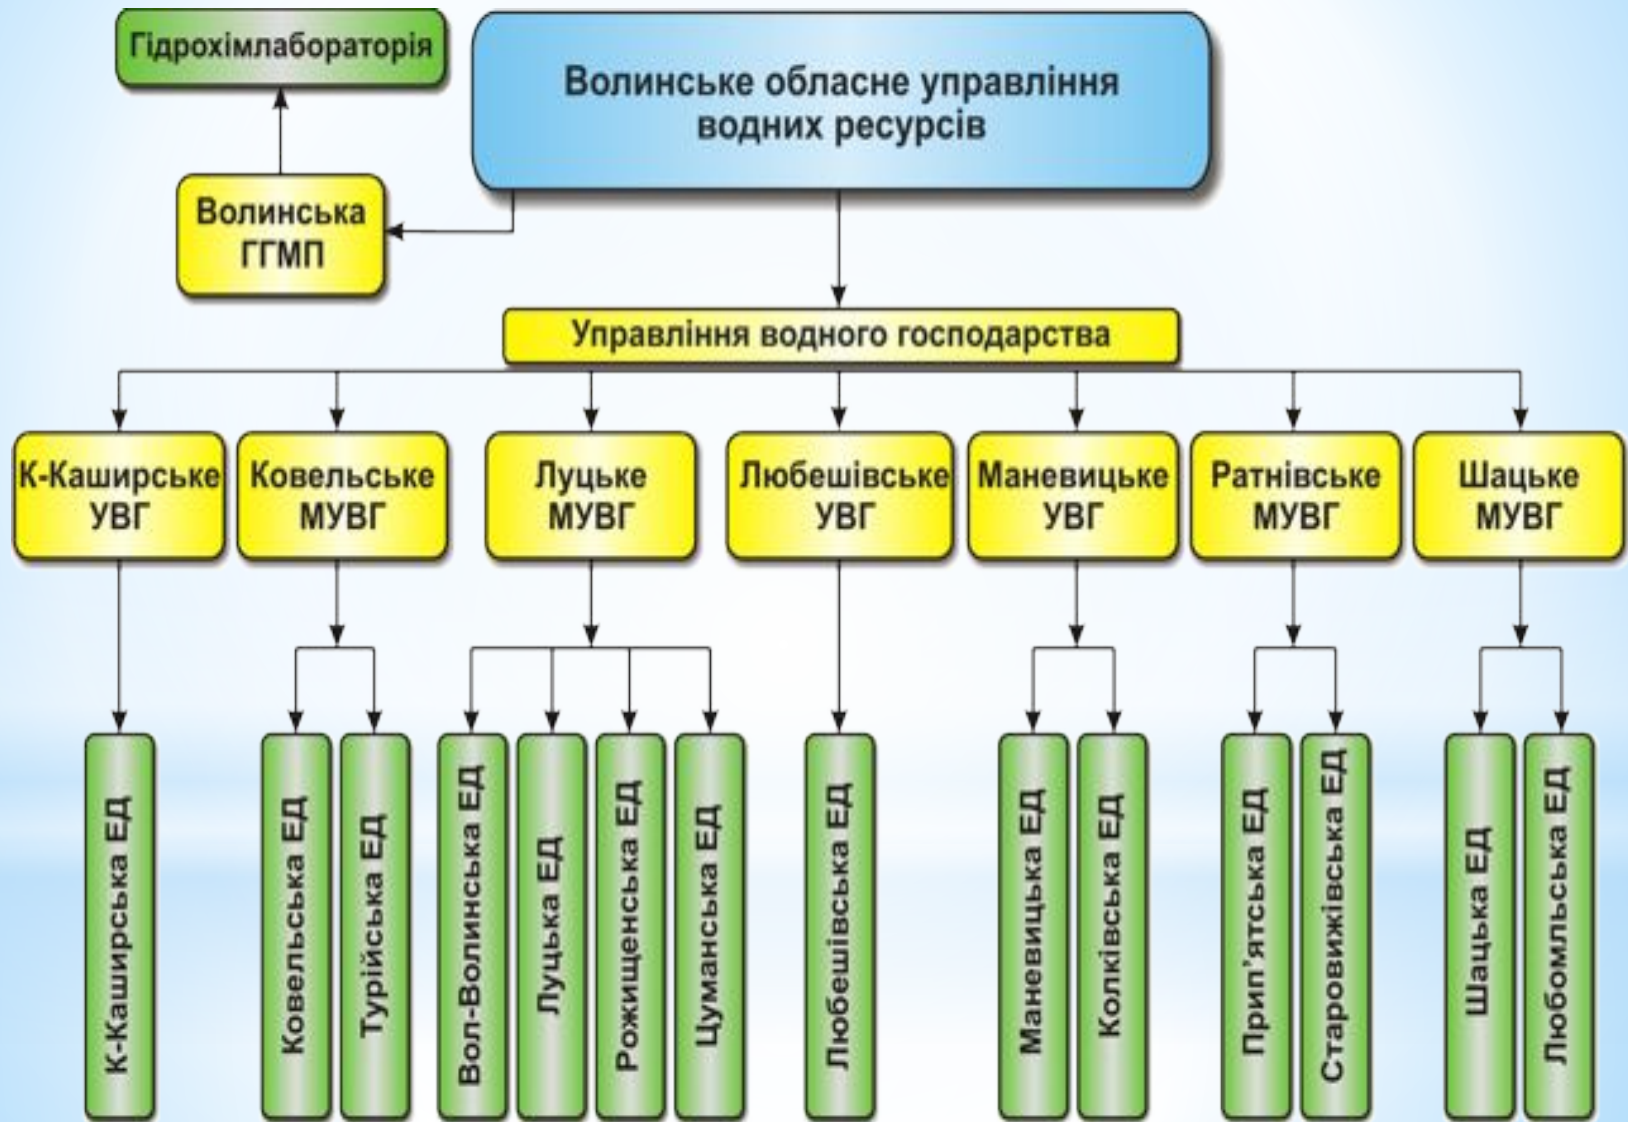 Гідрохімлабораторія
Волинське обласне управління
водних ресурсів
Волинська
ГГМП
Управління водного господарства
К-Каширське
УВГ
Ковельське
МУВГ
Луцьке
МУВГ
Любешівське
УВГ
Маневицьке
УВГ
Ратнівське
МУВГ
Шацьке
МУВГ
К-Каширська ЕД
Ковельська ЕД
Турійська ЕД
Вол-Волинська ЕД
Луцька ЕД
Рожищенська ЕД
Цуманська ЕД
Любешівська ЕД
Маневицька ЕД
Колківська ЕД
Прип'ятська ЕД
Старовижівська ЕД
Шацька ЕД
Любомльська ЕД